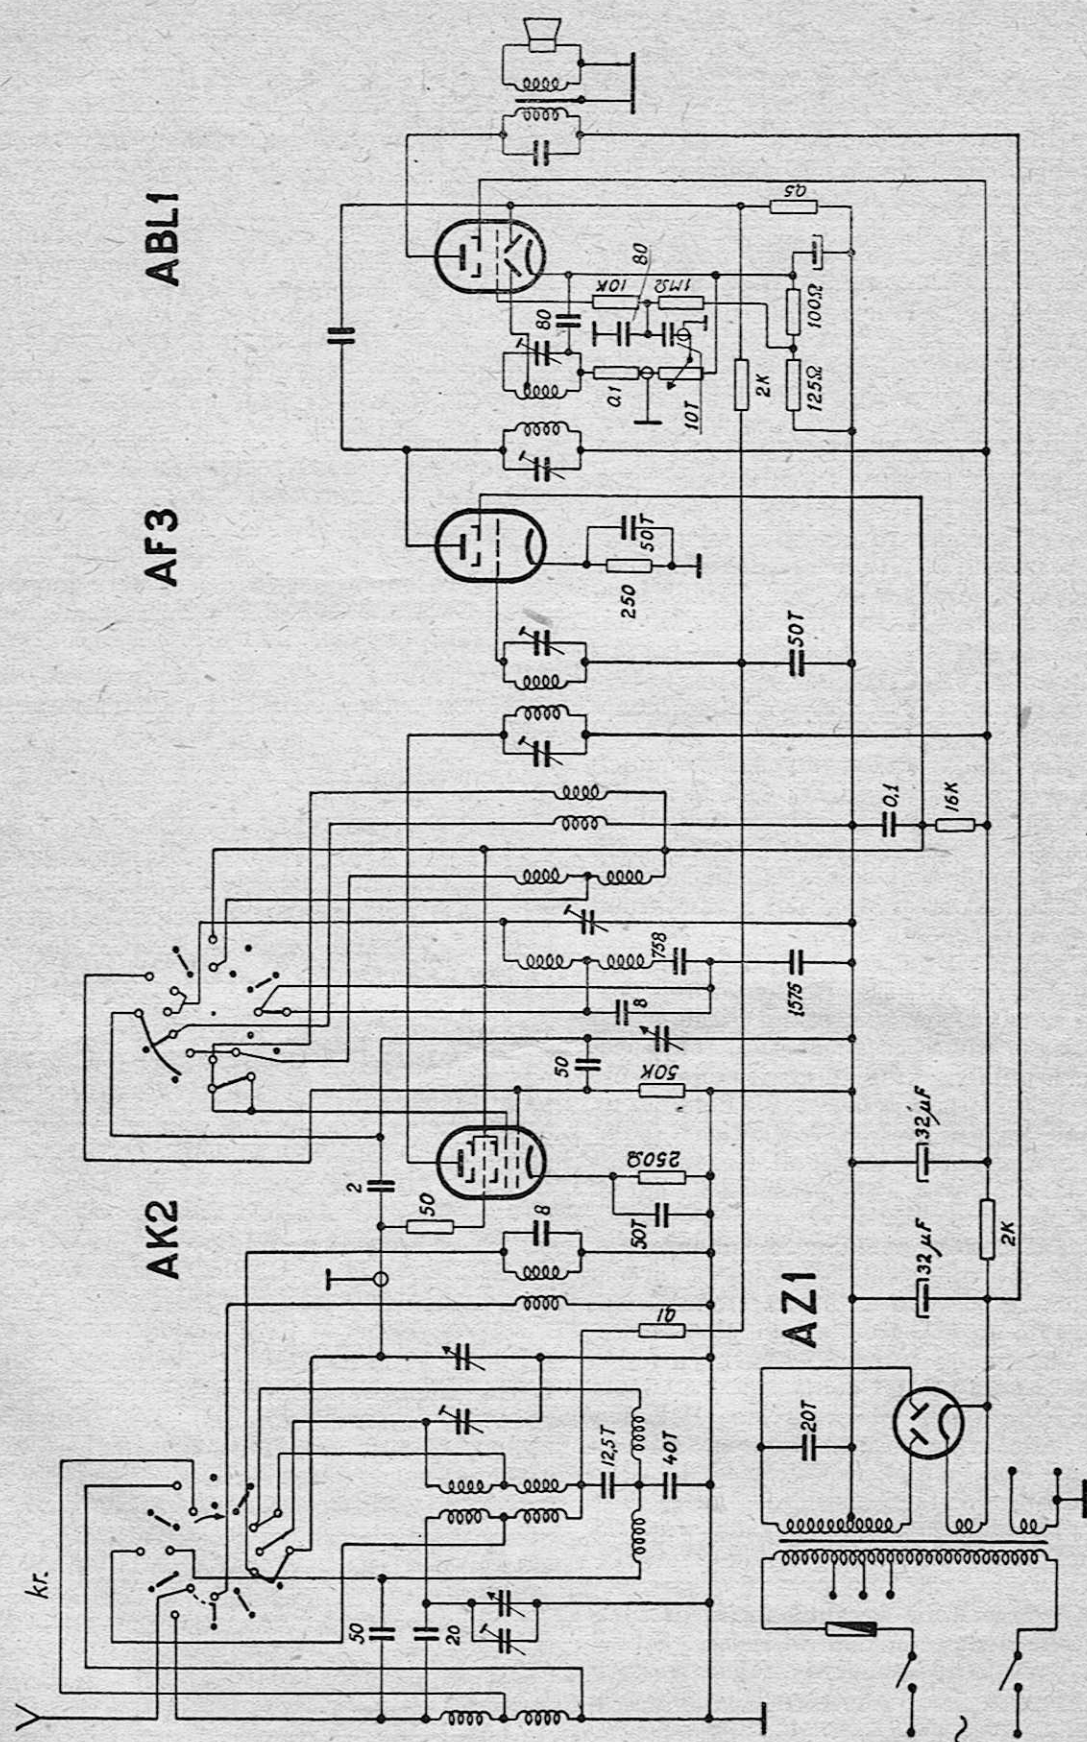 ABL1
AF3
AK2
AZ1
kr.
0,5
80
10K
1MΩ
80
100Ω
0,1
10T
2K
125Ω
50T
250
50T
0,1
16K
758
8
1575
50
50K
32µF
2
50
8
250Ω
50T
32µF
2K
0,1
20T
12,5T
40T
50
20
~